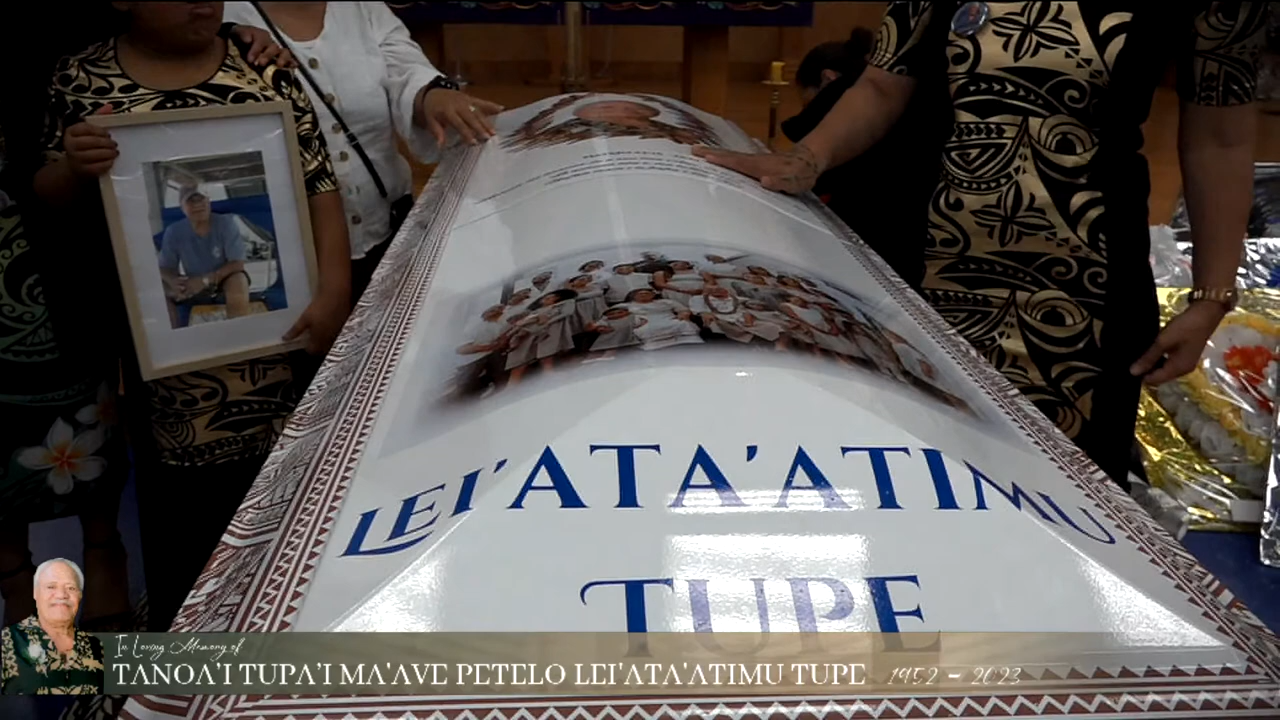 LEI'ATA'ATIMU
TUPE
In Loving Memory of
TANOA'I TUPA'I MA'AVE PETELO LEI'ATA'ATIMU TUPE 1952 - 2023